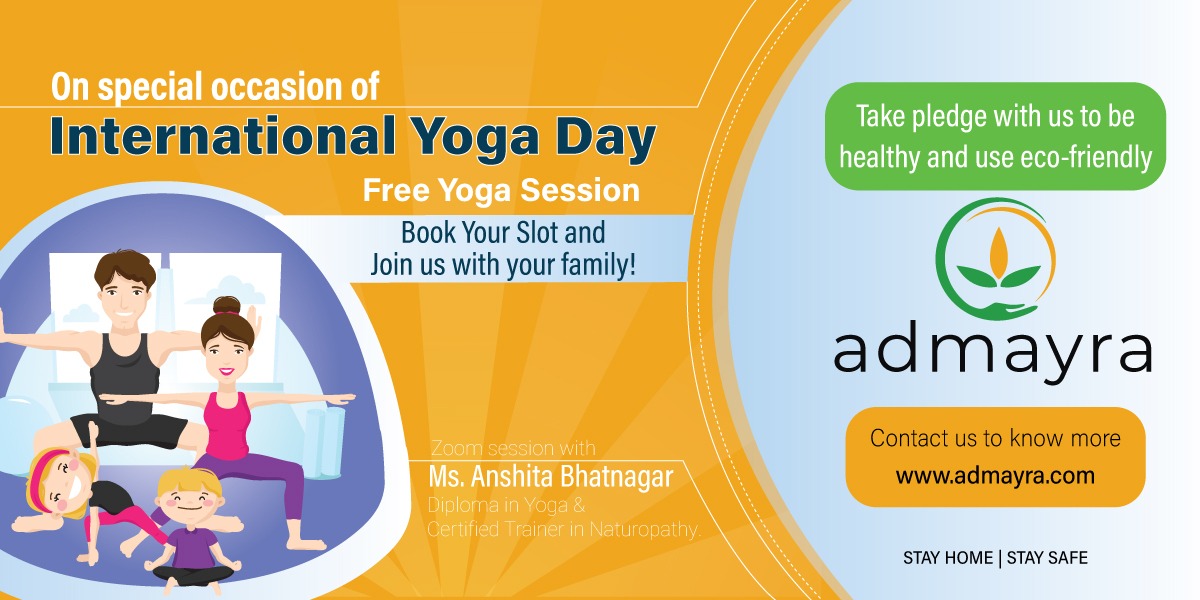 On special occasion of
International Yoga Day
Free Yoga Session
Book Your Slot and
Join us with your family!
Zoom session with
Ms. Anshita Bhatnagar
Diploma in Yoga &
Certified Trainer in Naturopathy.
Take pledge with us to be
healthy and use eco-friendly
admayra
Contact us to know more
www.admayra.com
STAY HOME | STAY SAFE